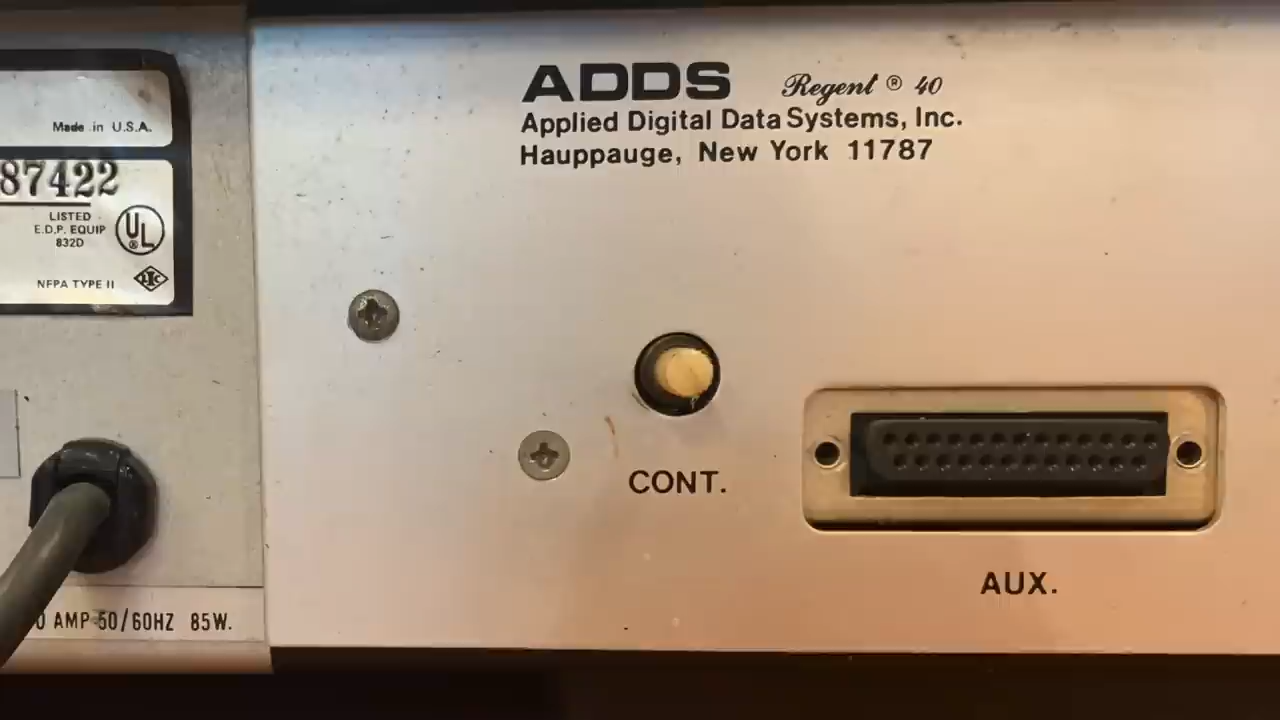 Made in U.S.A.
87422
LISTED
E.D.P. EQUIP
832D
UL
®
NFPA TYPE II
AMP 50/60HZ 85W.
ADDS Regent ® 40
Applied Digital Data Systems, Inc.
Hauppauge, New York 11787
CONT.
AUX.